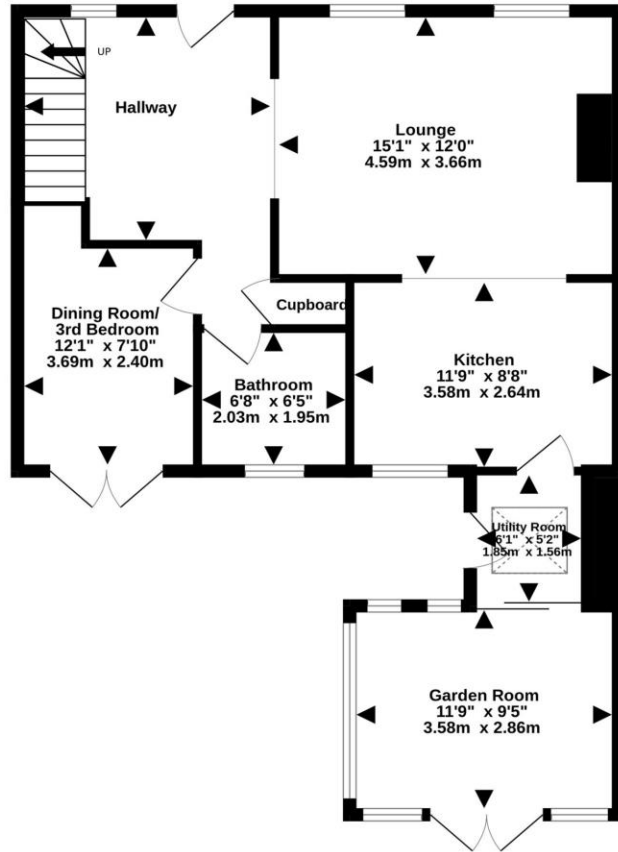 UP
Hallway
Lounge
15'1" x 12'0"
4.59m x 3.66m
Cupboard
Dining Room/
3rd Bedroom
12'1" x 7'10"
3.69m x 2.40m
Kitchen
11'9" x 8'8"
3.58m x 2.64m
Bathroom
6'8" x 6'5"
2.03m x 1.95m
Utility Room
6'1" x 5'2"
1.85m x 1.56m
Garden Room
11'9" x 9'5"
3.58m x 2.86m